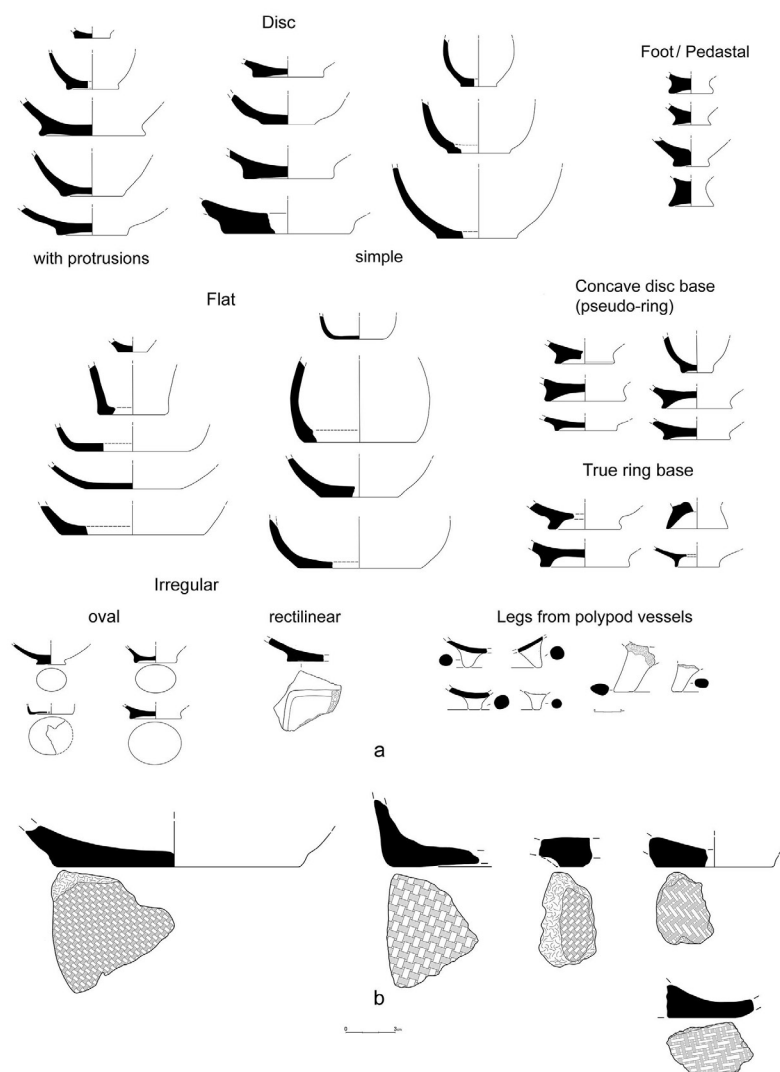 Disc
Foot / Pedastal
with protrusions
simple
Flat
Concave disc base
(pseudo-ring)
True ring base
Irregular
oval
rectilinear
Legs from polypod vessels
a
b
0